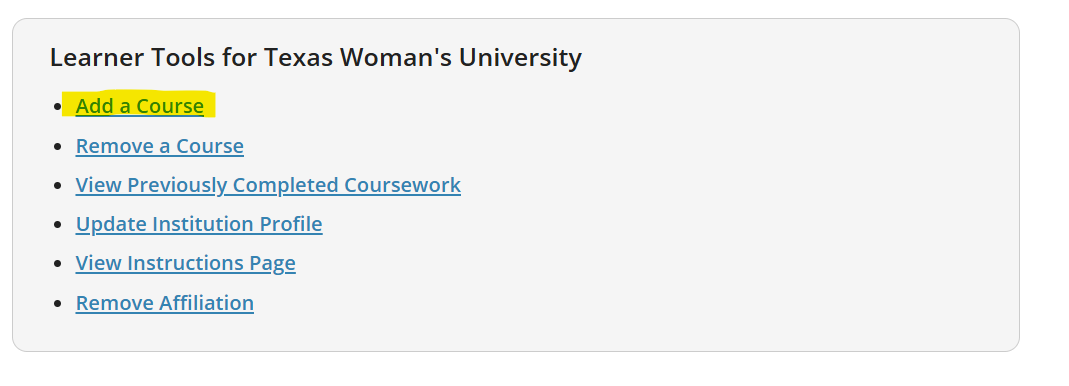 Learner Tools for Texas Woman's University
Add a Course
Remove a Course
View Previously Completed Coursework
Update Institution Profile
View Instructions Page
Remove Affiliation